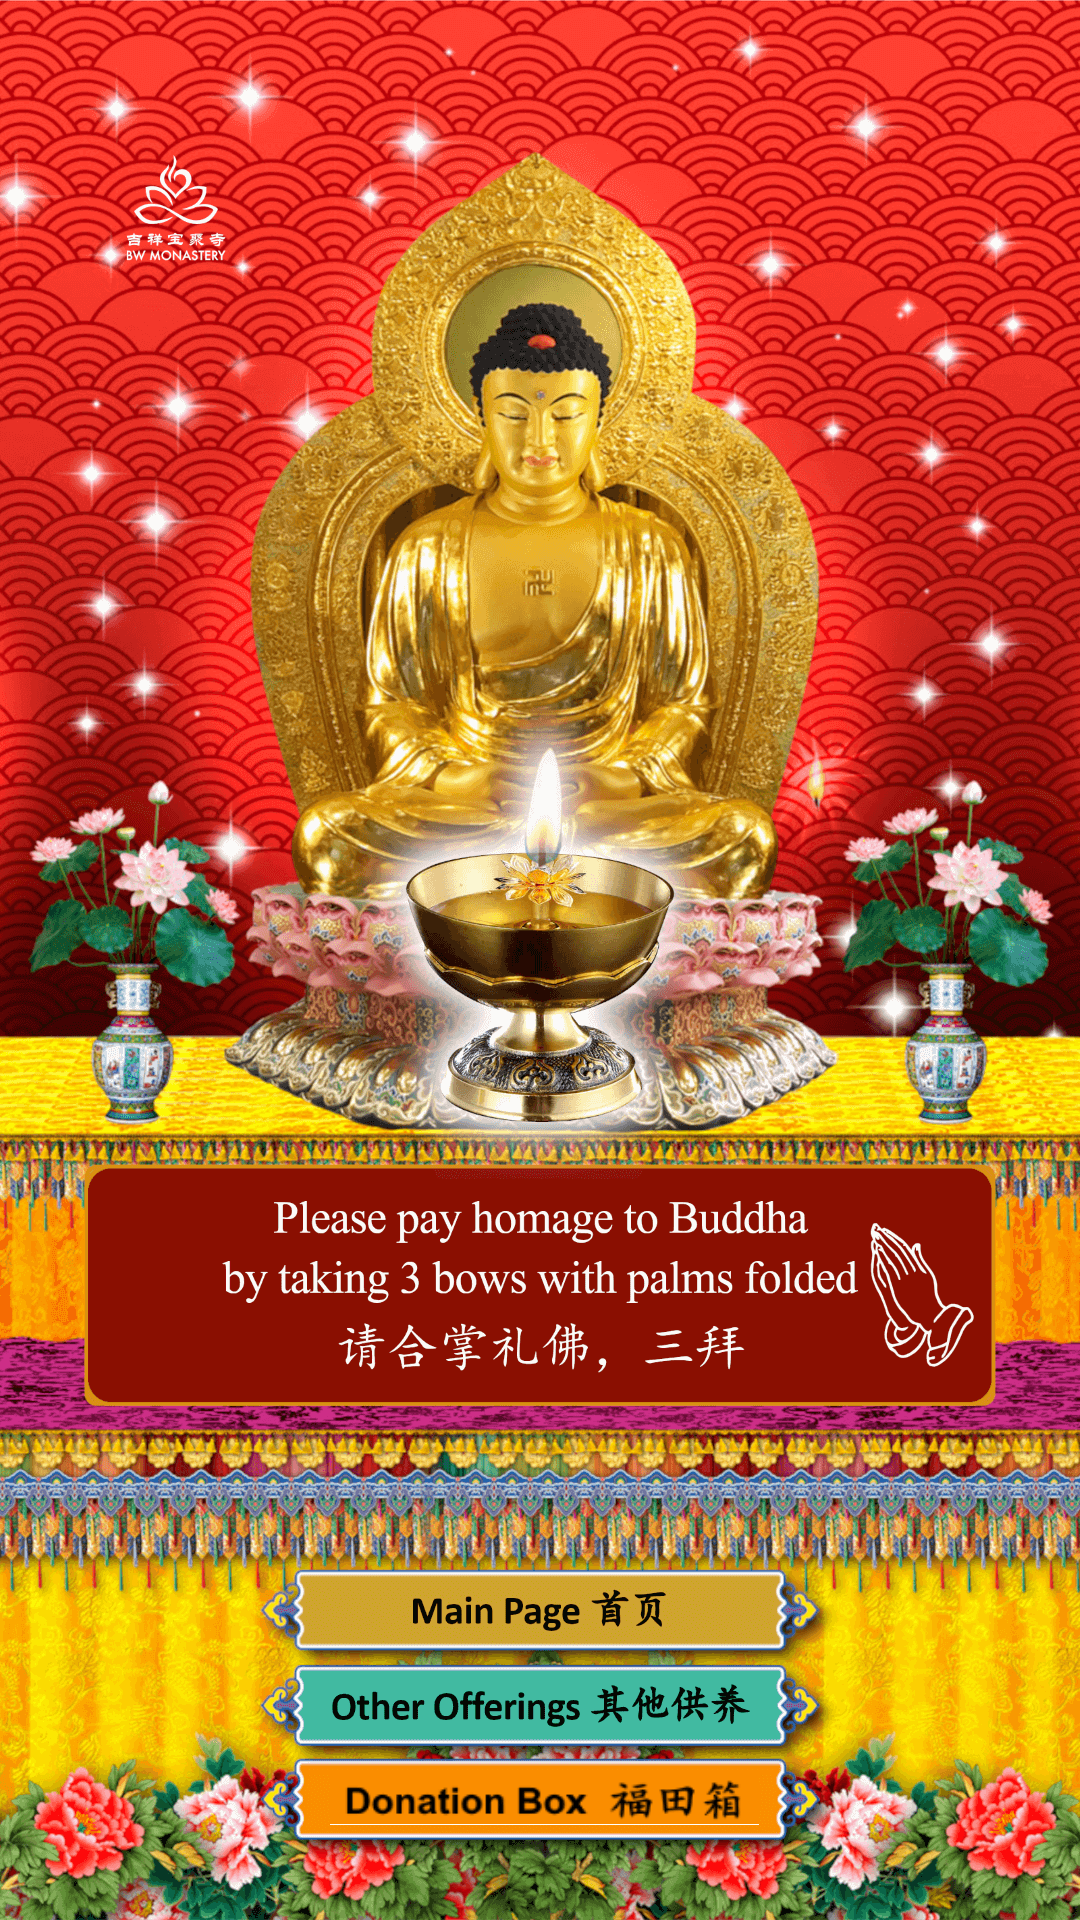 吉祥宝聚寺
BW MONASTERY
卍
Please pay homage to Buddha
by taking 3 bows with palms folded
请合掌礼佛，三拜
Main Page 首页
Other Offerings 其他供养
Donation Box 福田箱